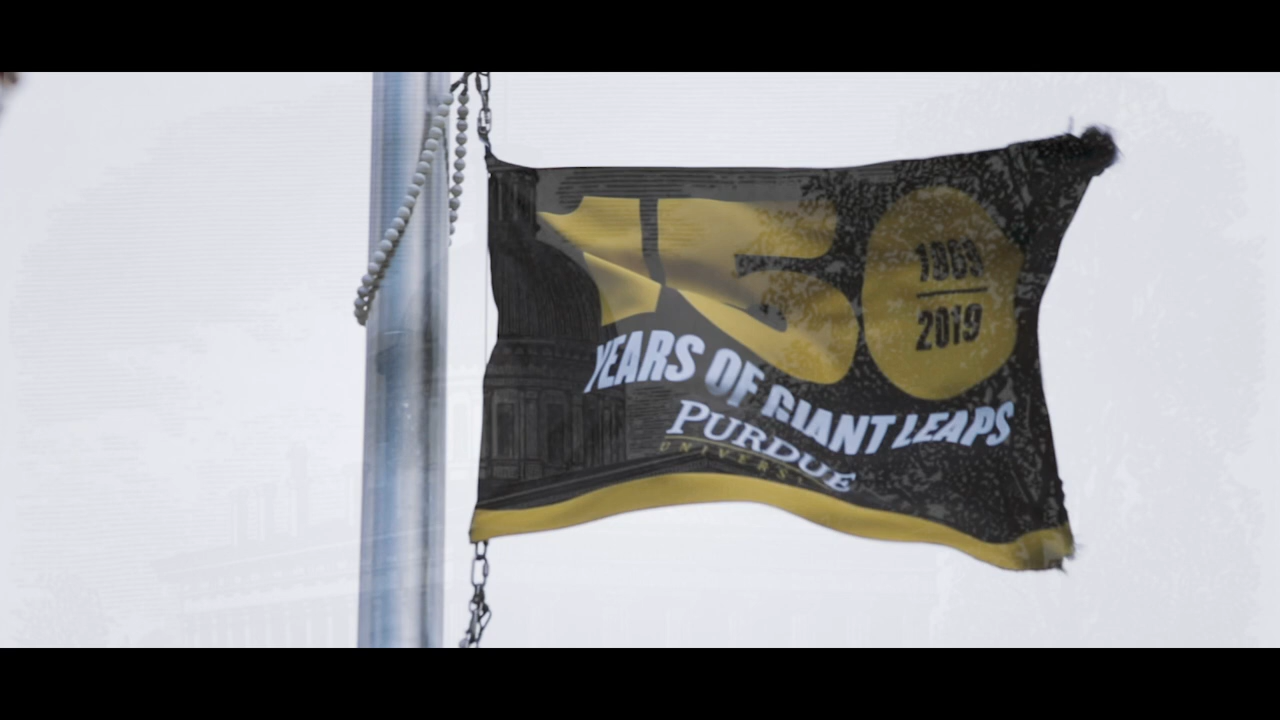 150
1869
2019
YEARS OF GIANT LEAPS
PURDUE
UNIVERSITY